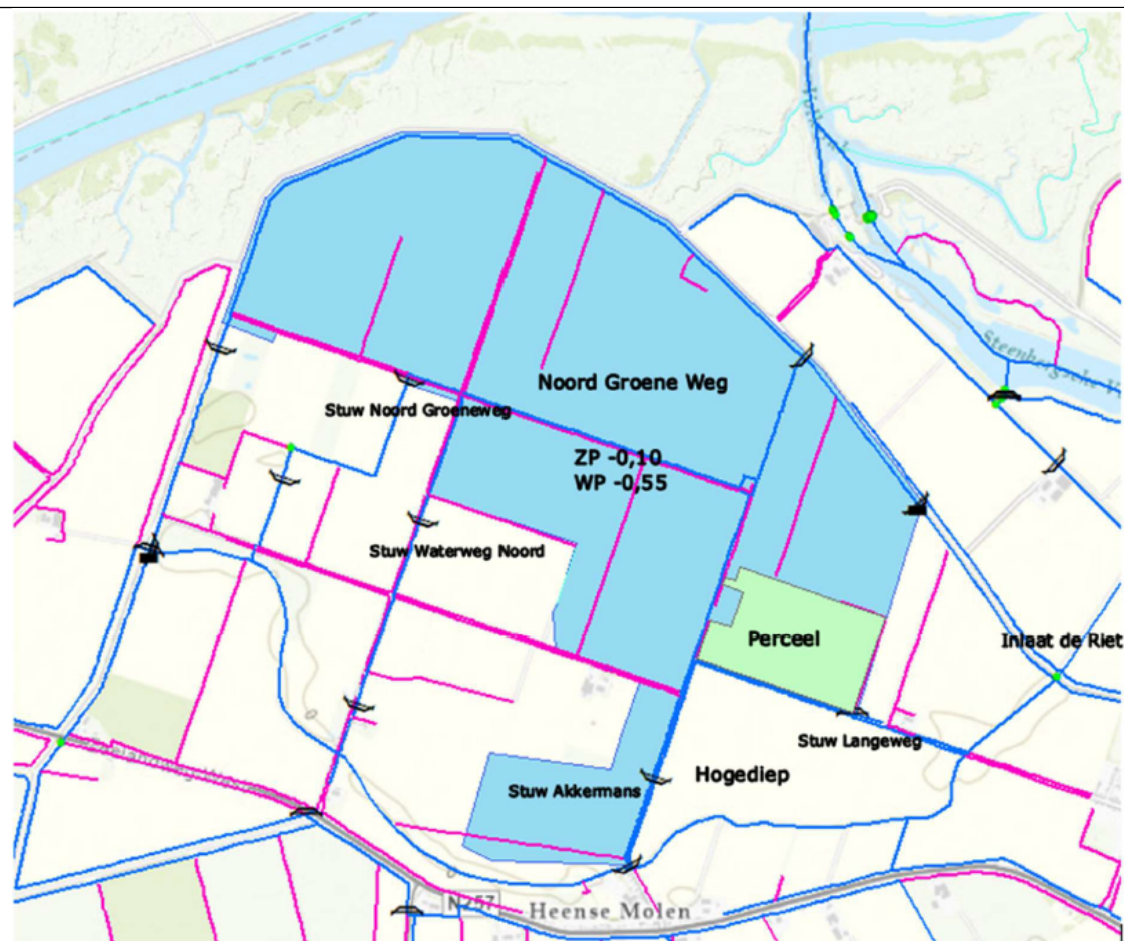 Noord Groene Weg
Stuw Noord Groeneweg
ZP -0,10
WP -0,55
Stuw Waterweg Noord
Perceel
Inlaat de Riet
Stuw Langeweg
Hogediep
Stuw Akkermans
N257
Heense Molen